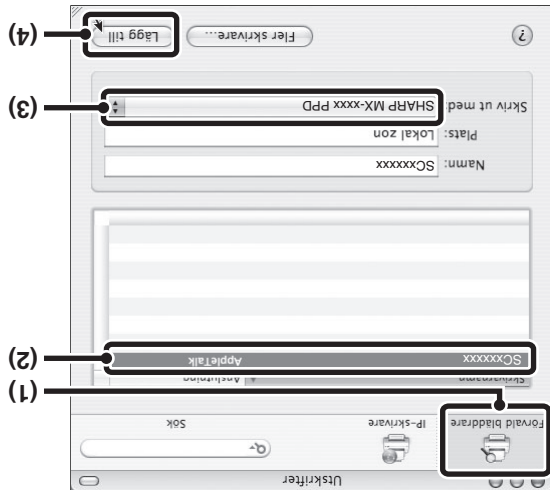 Utskrifter
Förvald bläddrare
IP-skrivare
Sök
(1)
Skrivarnamn
Anslutning
SCxxxxxx
AppleTalk
(2)
Namn:
SCxxxxxx
Plats:
Lokal zon
Skriv ut med:
SHARP MX-xxxx PPD
(3)
?
Fler skrivare...
Lägg till
(4)